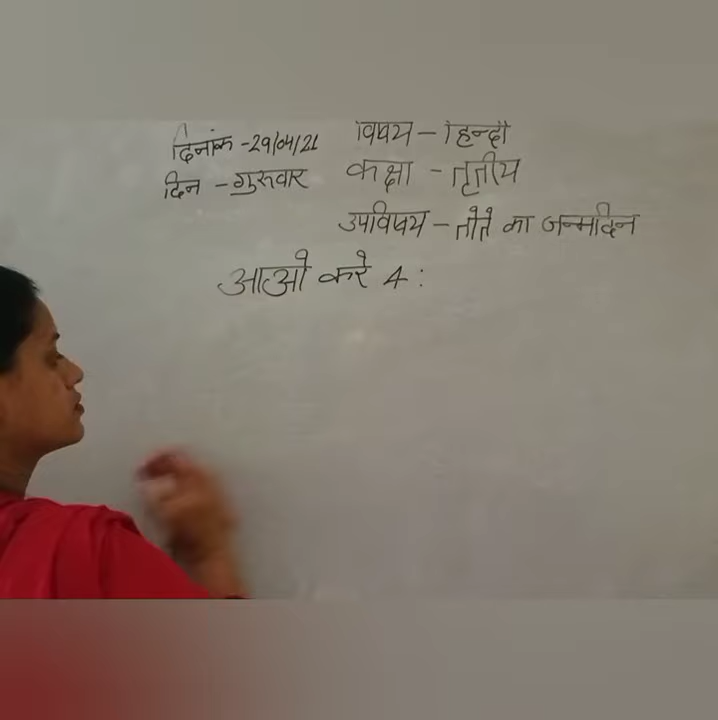 दिनांक -29/04/21 विषय - हिन्दी
दिन - गुरुवार कक्षा - तृतीय
उपविषय - तोते का जन्मदिन
आओ करे 4 :